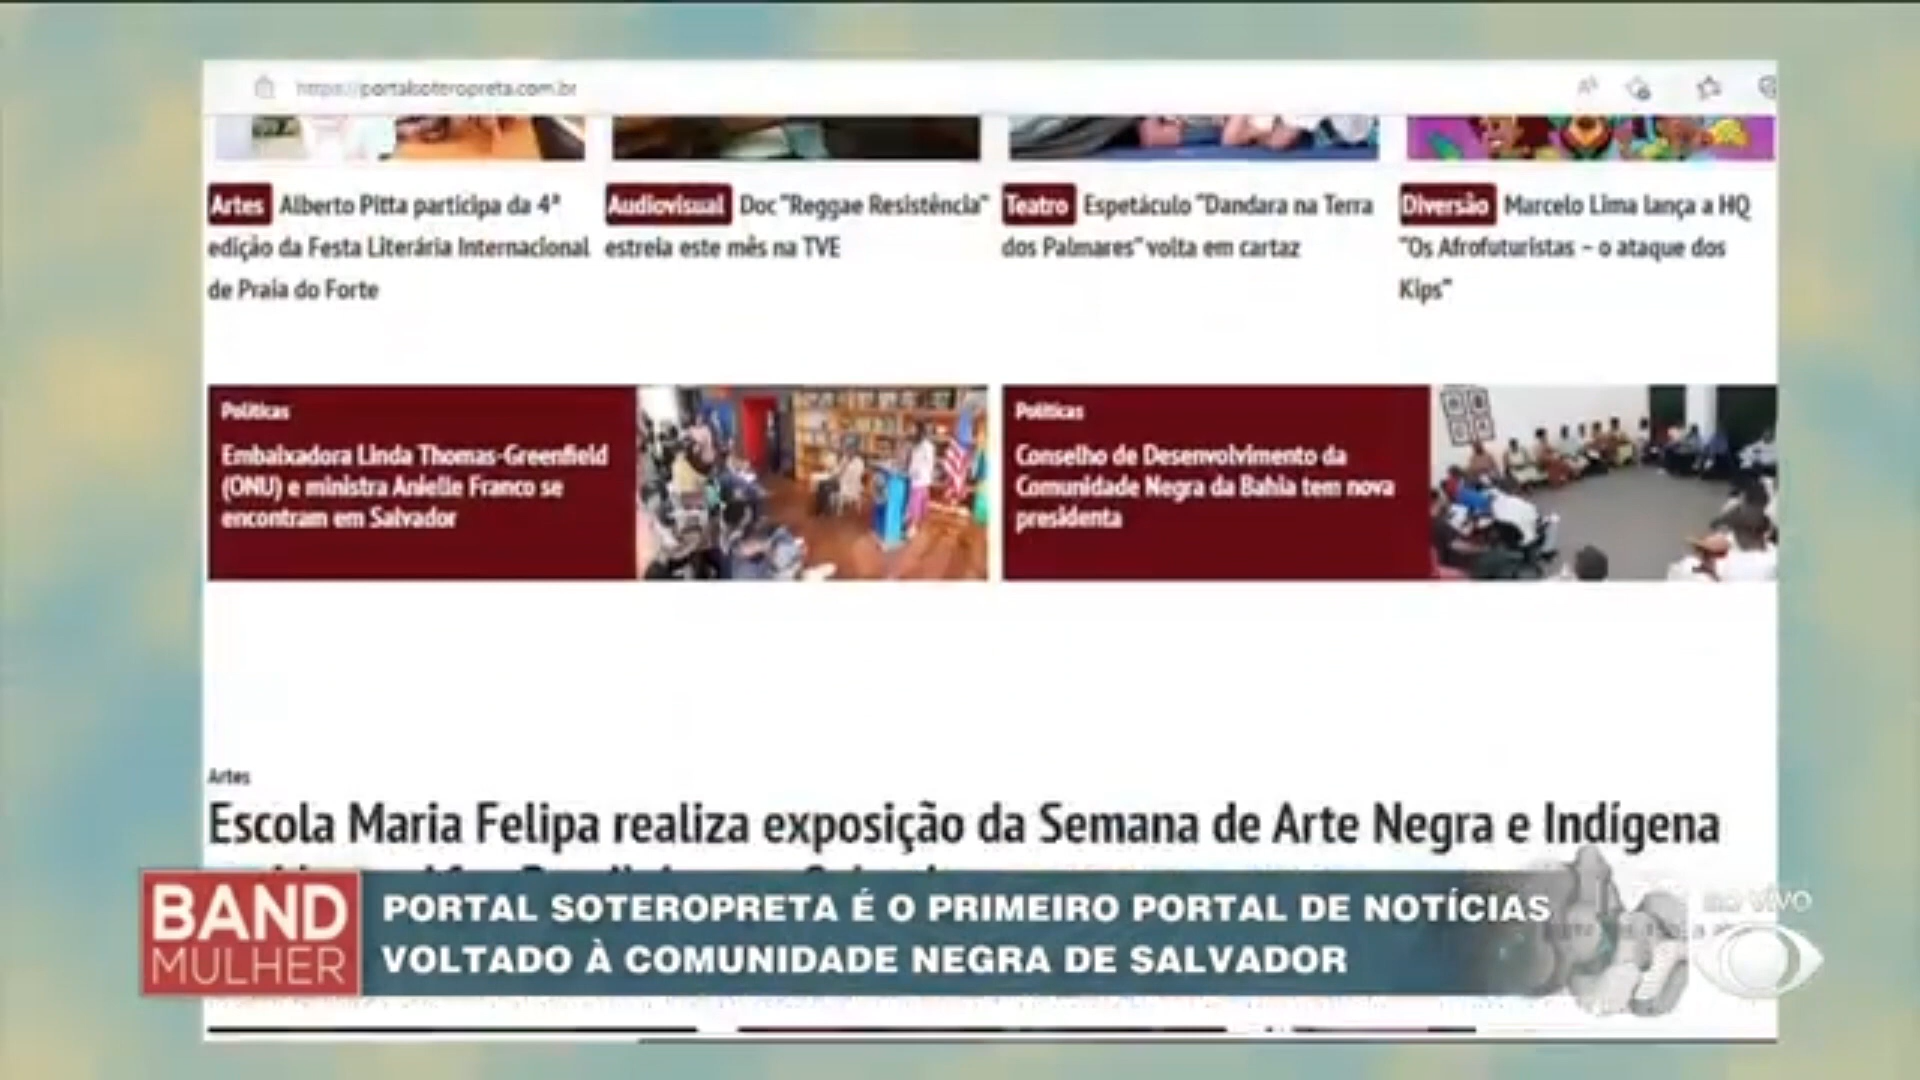 https://portalsoteropreta.com.br
Artes Alberto Pitta participa da 4ª
edição da Festa Literária Internacional
de Praia do Forte
Audiovisual Doc "Reggae Resistência"
estreia este mês na TVE
Teatro Espetáculo "Dandara na Terra
dos Palmares" volta em cartaz
Diversão Marcelo Lima lança a HQ
"Os Afrofuturistas – o ataque dos
Kips"
Políticas
Embaixadora Linda Thomas-Greenfield
(ONU) e ministra Anielle Franco se
encontram em Salvador
Políticas
Conselho de Desenvolvimento da
Comunidade Negra da Bahia tem nova
presidenta
Artes
Escola Maria Felipa realiza exposição da Semana de Arte Negra e Indígena
BAND
MULHER
PORTAL SOTEROPRETA É O PRIMEIRO PORTAL DE NOTÍCIAS
VOLTADO À COMUNIDADE NEGRA DE SALVADOR
AO VIVO